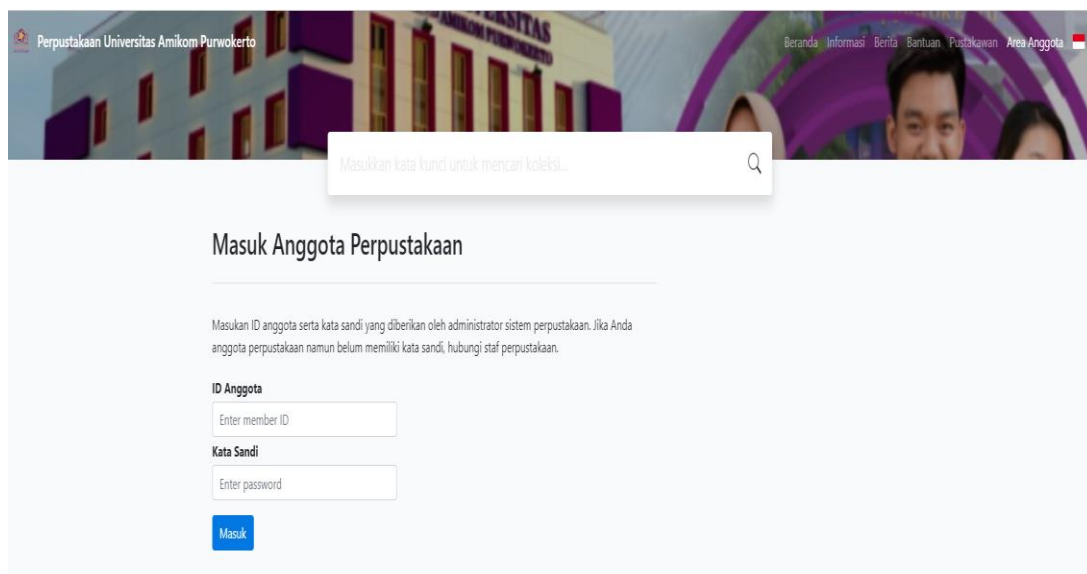 Perpustakaan Universitas Amikom Purwokerto
Beranda Informasi Berita Bantuan Pustakawan Area Anggota
Masukkan kata kunci untuk mencari koleksi...
Masuk Anggota Perpustakaan
Masukan ID anggota serta kata sandi yang diberikan oleh administrator sistem perpustakaan. Jika Anda
anggota perpustakaan namun belum memiliki kata sandi, hubungi staf perpustakaan.
ID Anggota
Enter member ID
Kata Sandi
Enter password
Masuk